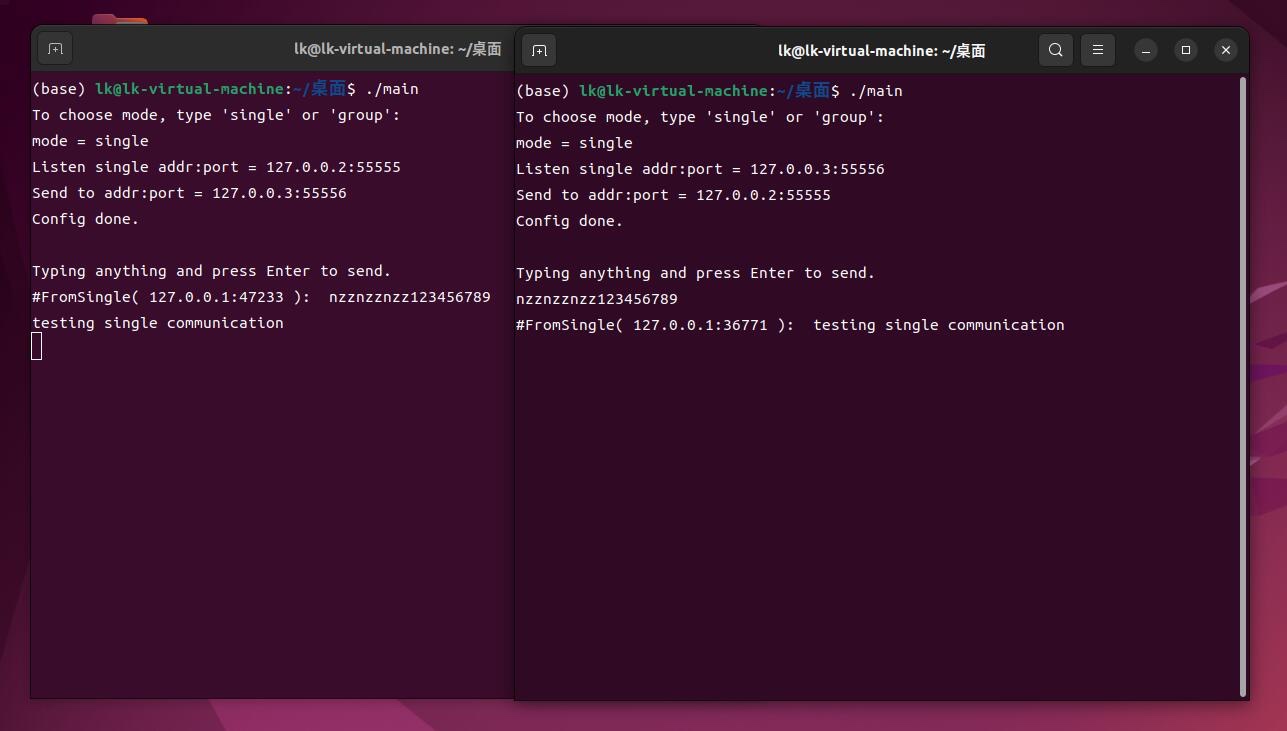 lk@lk-virtual-machine: ~/桌面
(base) lk@lk-virtual-machine:~/桌面$ ./main
To choose mode, type 'single' or 'group':
mode = single
Listen single addr:port = 127.0.0.2:55555
Send to addr:port = 127.0.0.3:55556
Config done.
Typing anything and press Enter to send.
#FromSingle( 127.0.0.1:47233 ):  nzznzznzz123456789
testing single communication
lk@lk-virtual-machine: ~/桌面
(base) lk@lk-virtual-machine:~/桌面$ ./main
To choose mode, type 'single' or 'group':
mode = single
Listen single addr:port = 127.0.0.3:55556
Send to addr:port = 127.0.0.2:55555
Config done.
Typing anything and press Enter to send.
nzznzznzz123456789
#FromSingle( 127.0.0.1:36771 ):  testing single communication